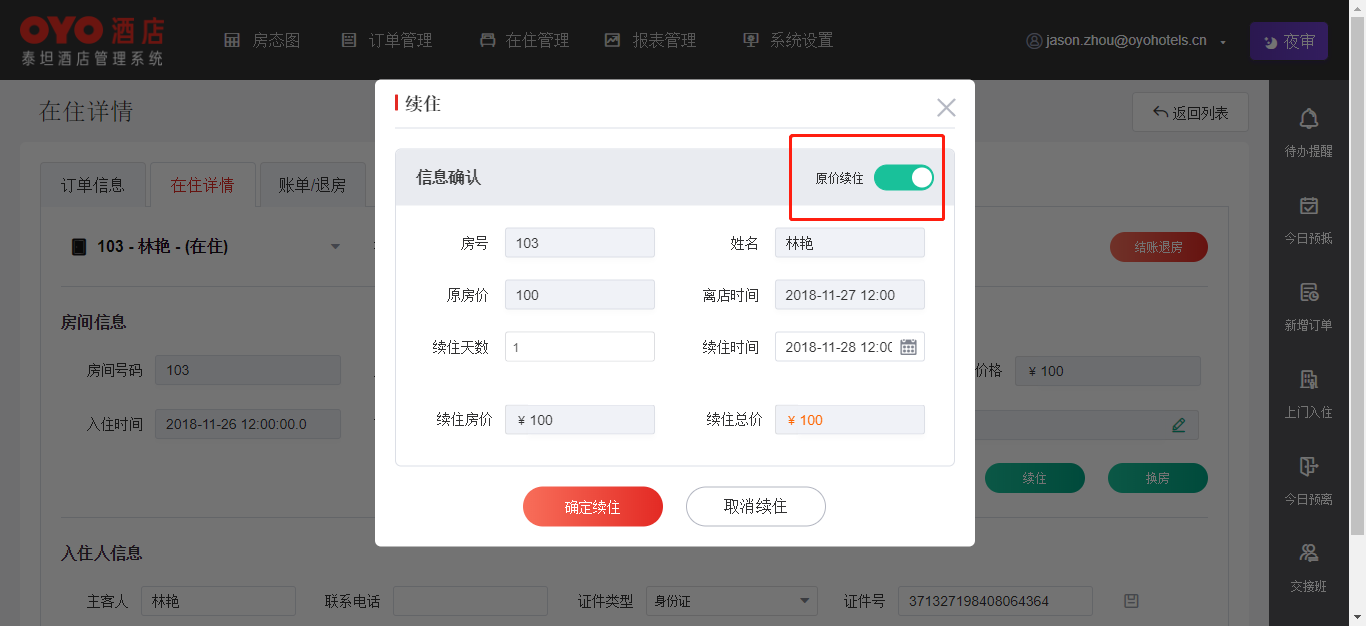 OYO 酒店
泰坦酒店管理系统
房态图 订单管理 在住管理 报表管理 系统设置
jason.zhou@oyohotels.cn
夜审
在住详情
返回列表
订单信息 在住详情 账单/退房
103 - 林艳 - (在住)
结账退房
房间信息
房间号码 103
价格 ¥ 100
入住时间 2018-11-26 12:00:00.0
续住 换房
入住人信息
主客人 林艳 联系电话 证件类型 身份证 证件号 371327198408064364
续住
信息确认 原价续住
房号 103 姓名 林艳
原房价 100 离店时间 2018-11-27 12:00
续住天数 1 续住时间 2018-11-28 12:00
续住房价 ¥ 100 续住总价 ¥ 100
确定续住 取消续住
待办提醒
今日预抵
新增订单
上门入住
今日预离
交接班